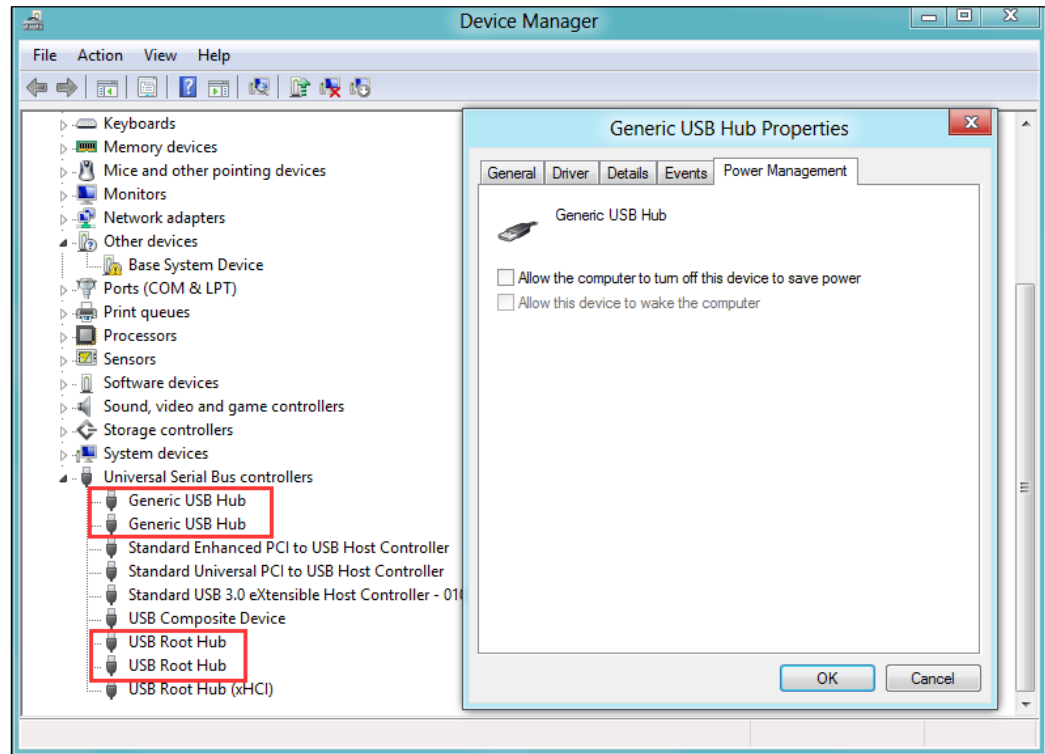 Device Manager
File Action View Help
Keyboards
Memory devices
Mice and other pointing devices
Monitors
Network adapters
Other devices
Base System Device
Ports (COM & LPT)
Print queues
Processors
Sensors
Software devices
Sound, video and game controllers
Storage controllers
System devices
Universal Serial Bus controllers
Generic USB Hub
Generic USB Hub
Standard Enhanced PCI to USB Host Controller
Standard Universal PCI to USB Host Controller
Standard USB 3.0 eXtensible Host Controller - 010
USB Composite Device
USB Root Hub
USB Root Hub
USB Root Hub (xHCI)
Generic USB Hub Properties
General Driver Details Events Power Management
Generic USB Hub
Allow the computer to turn off this device to save power
Allow this device to wake the computer
OK Cancel